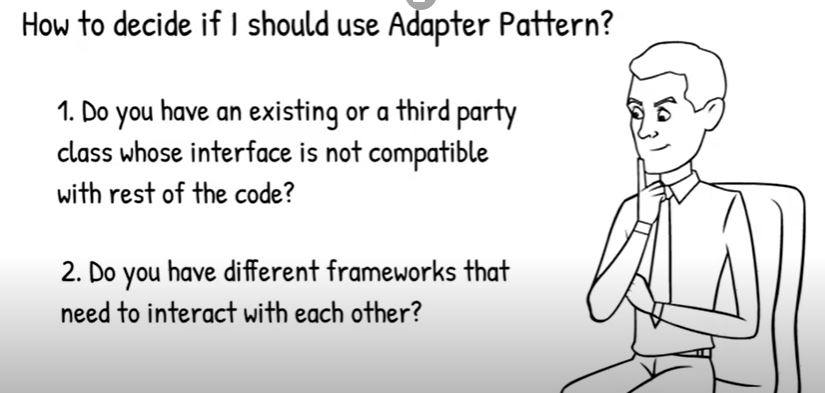 How to decide if I should use Adapter Pattern?
1. Do you have an existing or a third party
class whose interface is not compatible
with rest of the code?
2. Do you have different frameworks that
need to interact with each other?